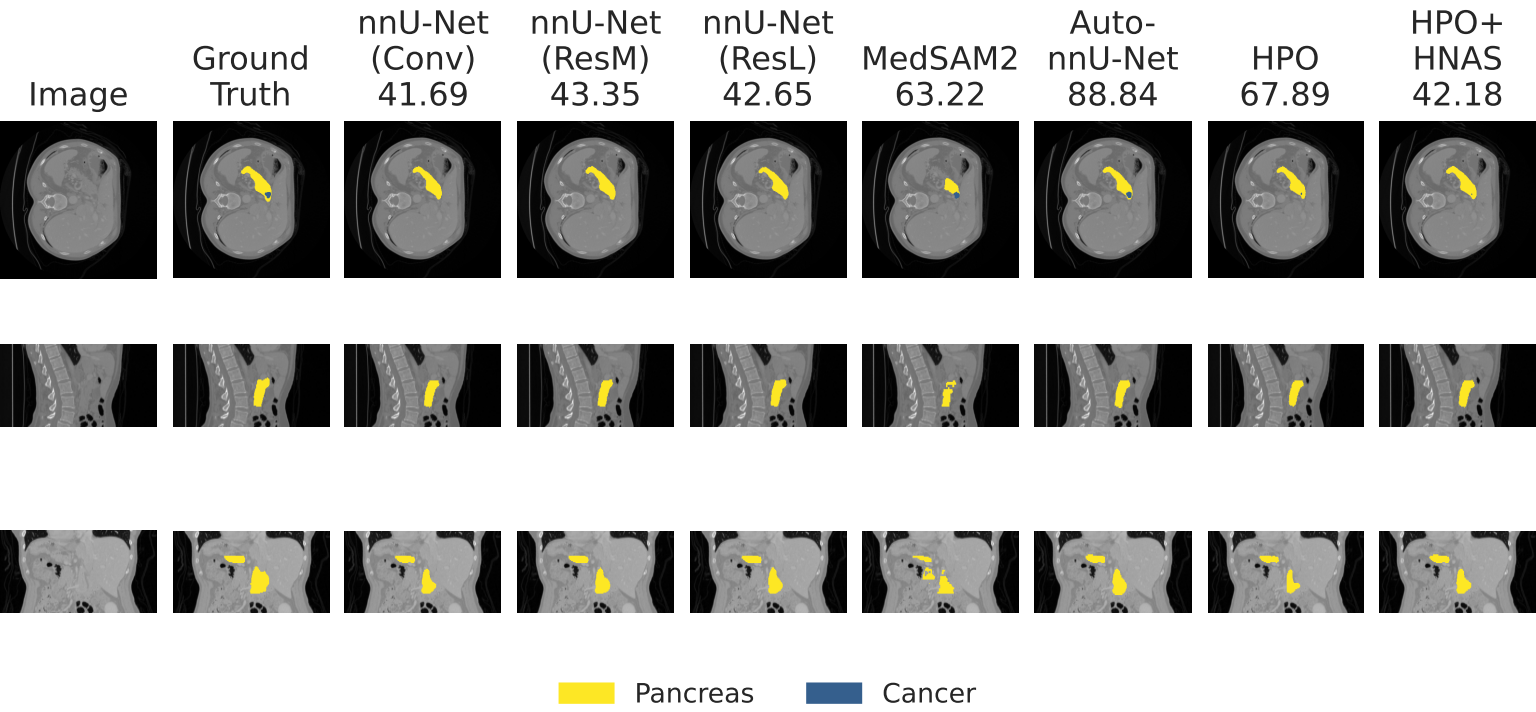 Image
Ground
Truth
nnU-Net
(Conv)
41.69
nnU-Net
(ResM)
43.35
nnU-Net
(ResL)
42.65
MedSAM2
63.22
Auto-
nnU-Net
88.84
HPO
67.89
HPO+
HNAS
42.18
Pancreas
Cancer